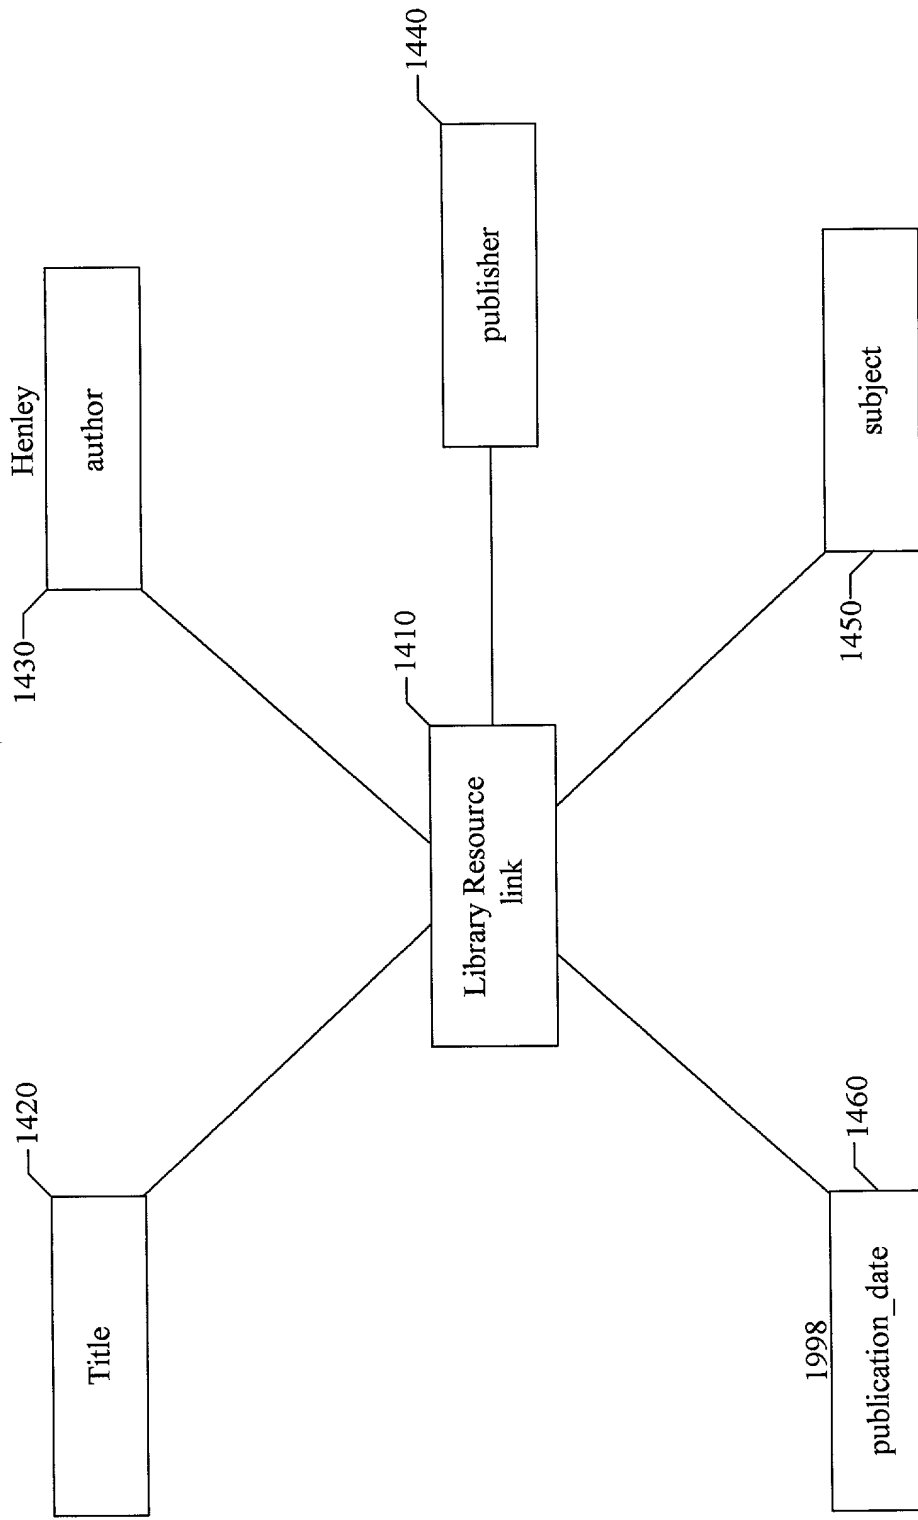 1420
Title
Henley
1430
author
1410
Library Resource
link
1440
publisher
1998
1460
publication_date
1450
subject